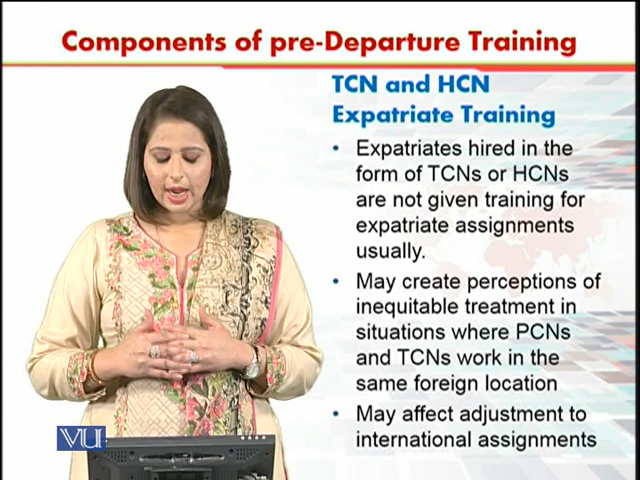 Components of pre-Departure Training
TCN and HCN
Expatriate Training
• Expatriates hired in the
form of TCNs or HCNs
are not given training for
expatriate assignments
usually.
• May create perceptions of
inequitable treatment in
situations where PCNs
and TCNs work in the
same foreign location
• May affect adjustment to
international assignments
VU